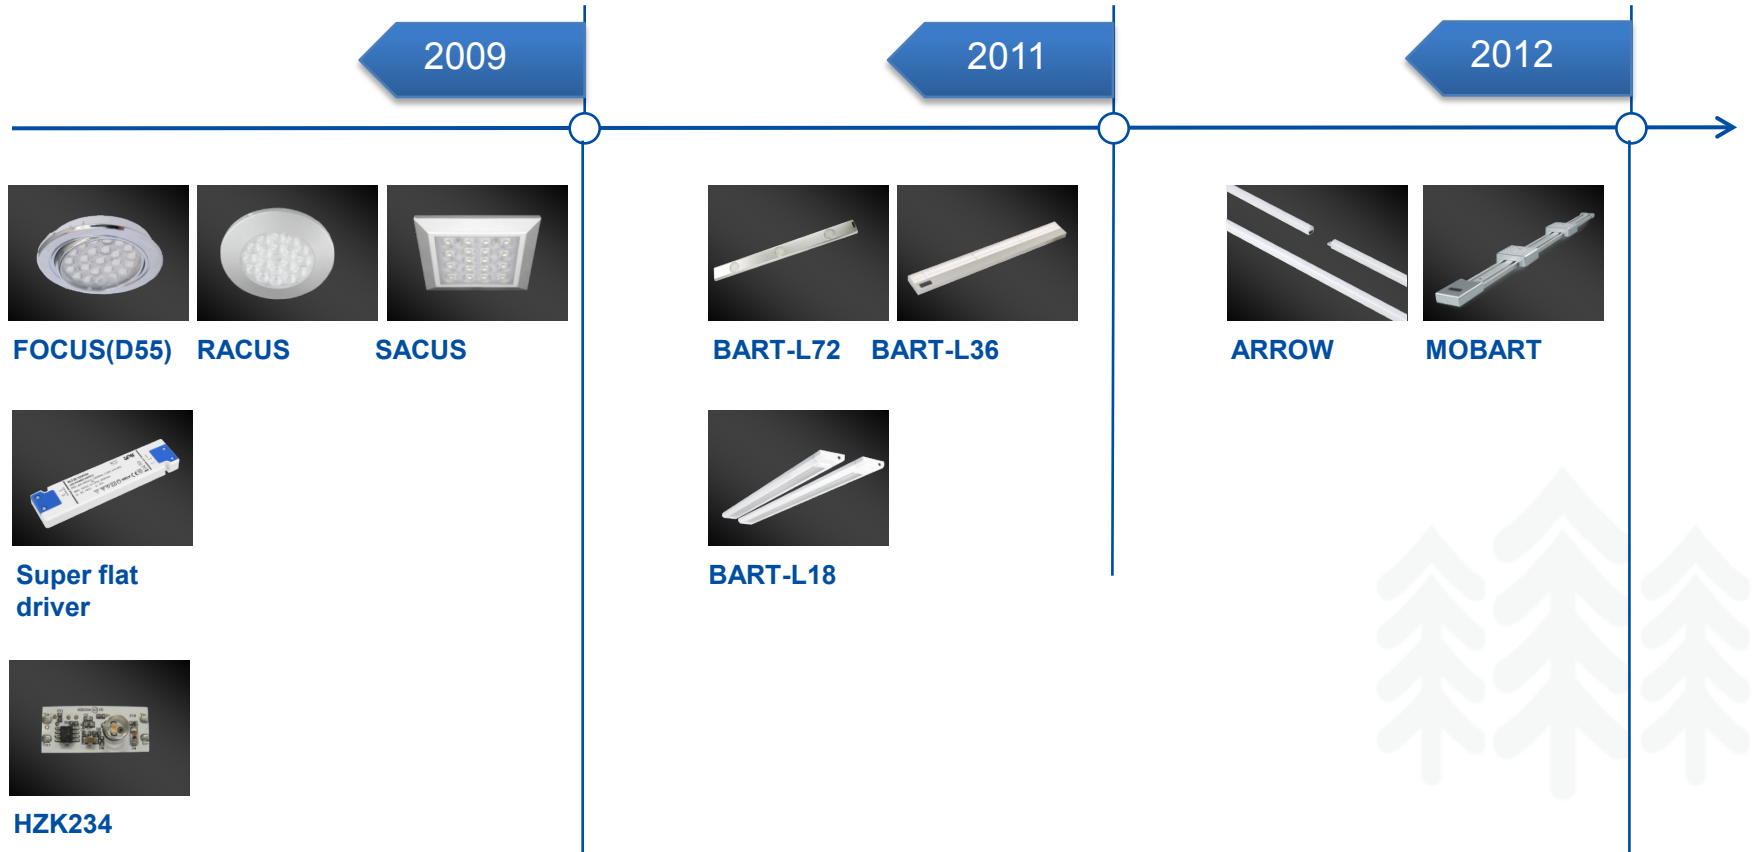 2009
2011
2012
FOCUS(D55)
RACUS
SACUS
BART-L72
BART-L36
ARROW
MOBART
Super flat
driver
BART-L18
HZK234